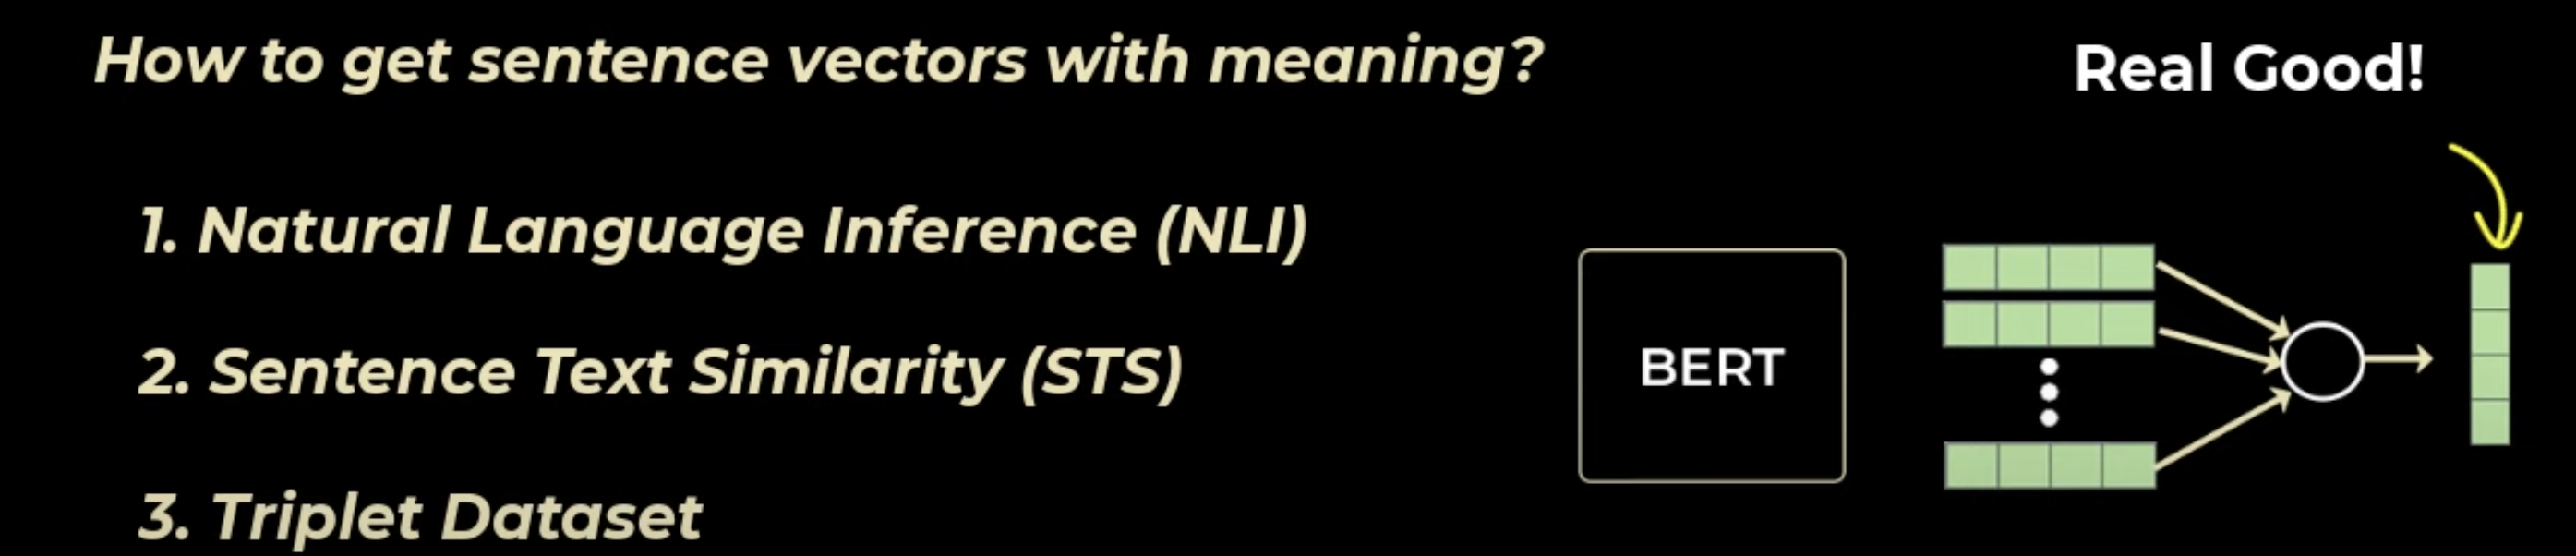 How to get sentence vectors with meaning?
Real Good!
1. Natural Language Inference (NLI)
2. Sentence Text Similarity (STS)
3. Triplet Dataset
BERT